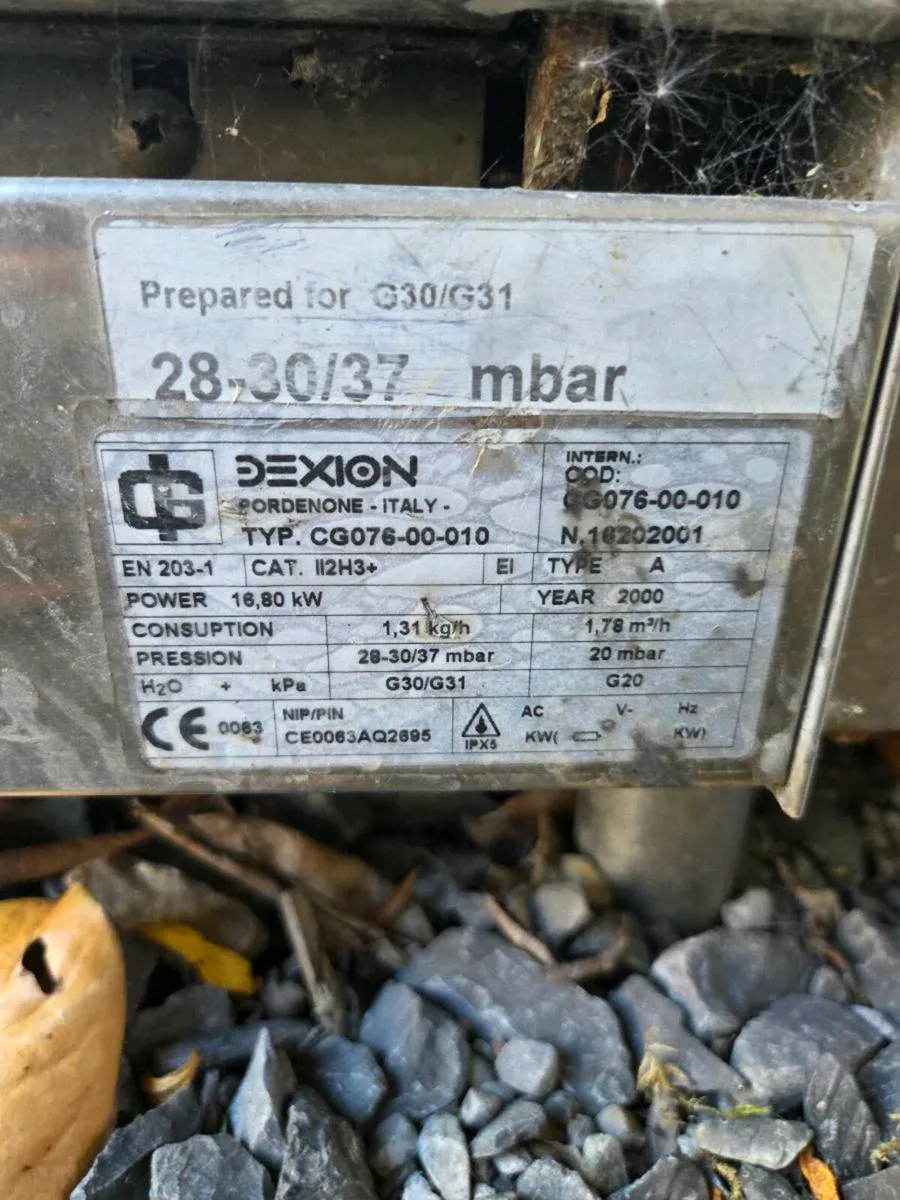 Prepared for G30/G31
28-30/37 mbar
CG DEXION INTERN.:
COD:
PORDENONE - ITALY - CG076-00-010
TYP. CG076-00-010 N.16202001
EN 203-1 CAT. II2H3+ EI TYPE A
POWER 16,80 kW YEAR 2000
CONSUPTION 1,31 kg/h 1,78 m³/h
PRESSION 28-30/37 mbar 20 mbar
H₂O + kPa G30/G31 G20
CE 0063 NIP/PIN AC V- Hz
CE0063AQ2695 IPX5 KW( KW)